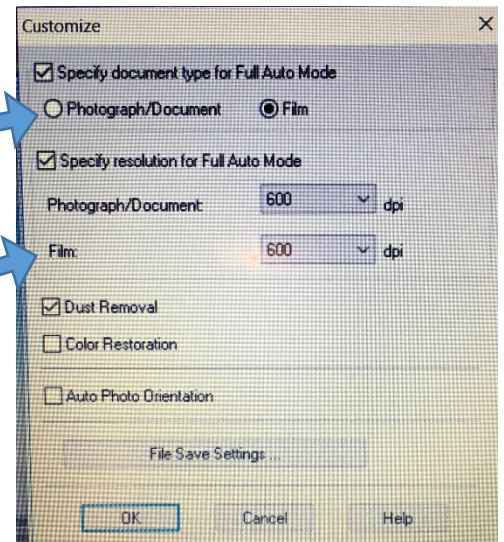 Customize
Specify document type for Full Auto Mode
Photograph/Document Film
Specify resolution for Full Auto Mode
Photograph/Document: 600 dpi
Film: 600 dpi
Dust Removal
Color Restoration
Auto Photo Orientation
File Save Settings ...
OK Cancel Help